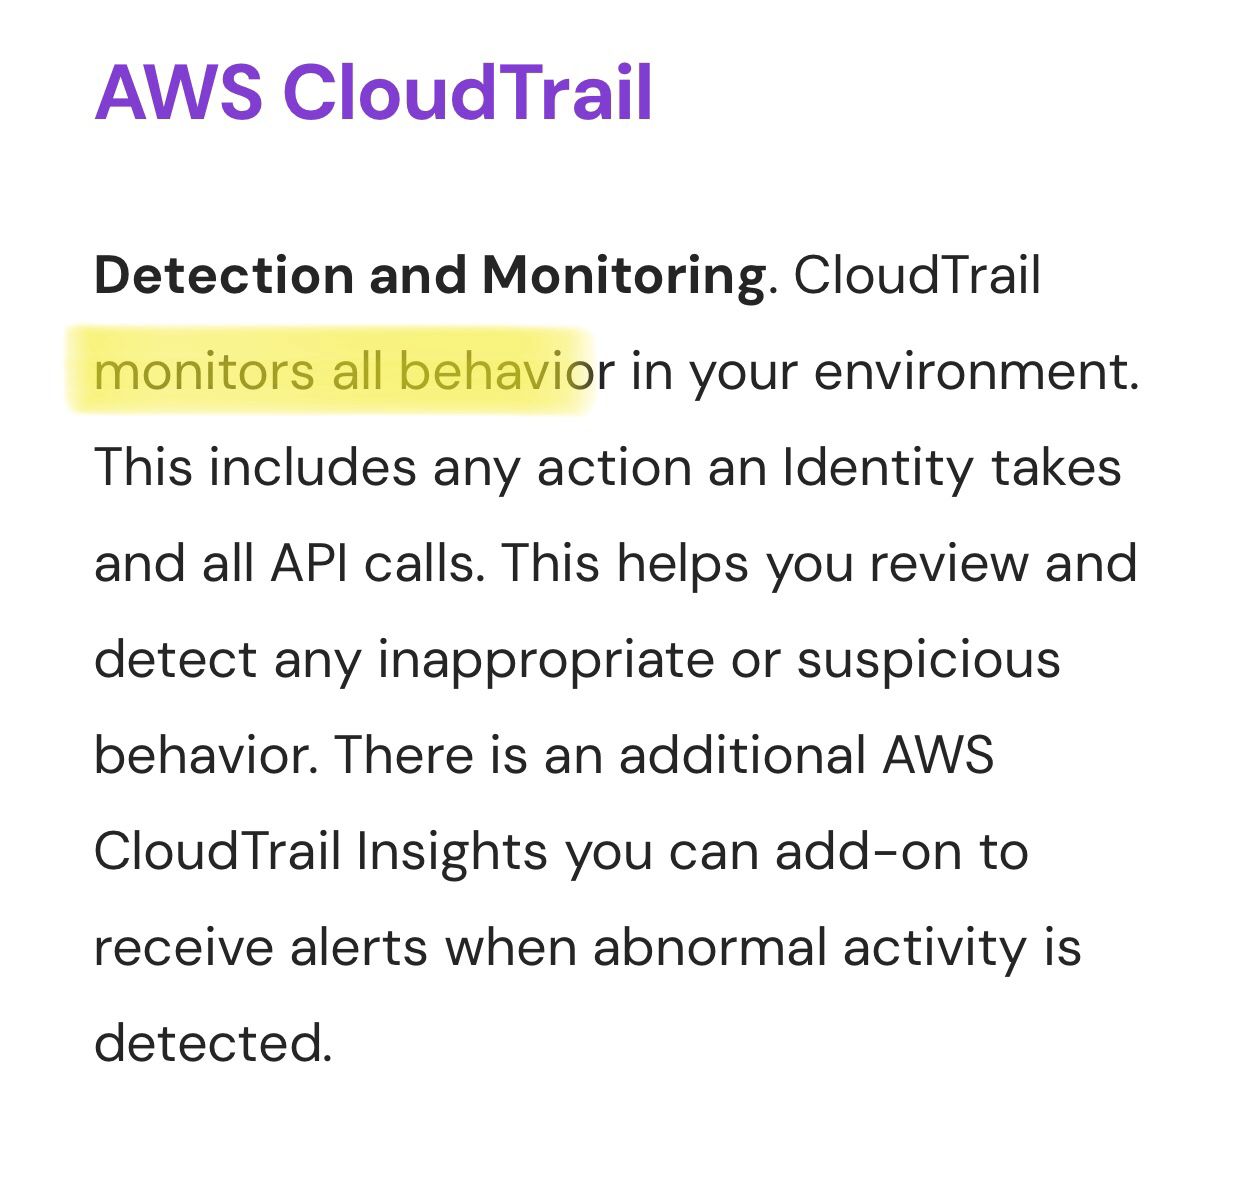 AWS CloudTrail
Detection and Monitoring. CloudTrail
monitors all behavior in your environment.
This includes any action an Identity takes
and all API calls. This helps you review and
detect any inappropriate or suspicious
behavior. There is an additional AWS
CloudTrail Insights you can add-on to
receive alerts when abnormal activity is
detected.